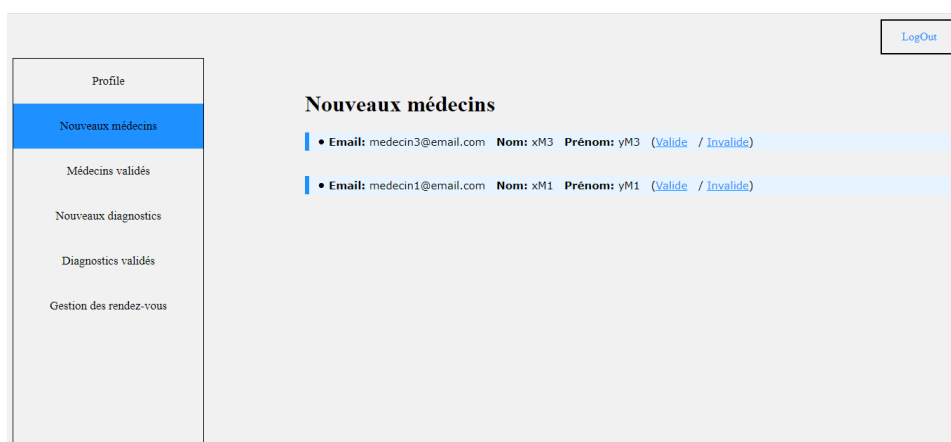 LogOut
Profile
Nouveaux médecins
Médecins validés
Nouveaux diagnostics
Diagnostics validés
Gestion des rendez-vous
Nouveaux médecins
• Email: medecin3@email.com Nom: xM3 Prénom: yM3 (Valide / Invalide)
• Email: medecin1@email.com Nom: xM1 Prénom: yM1 (Valide / Invalide)